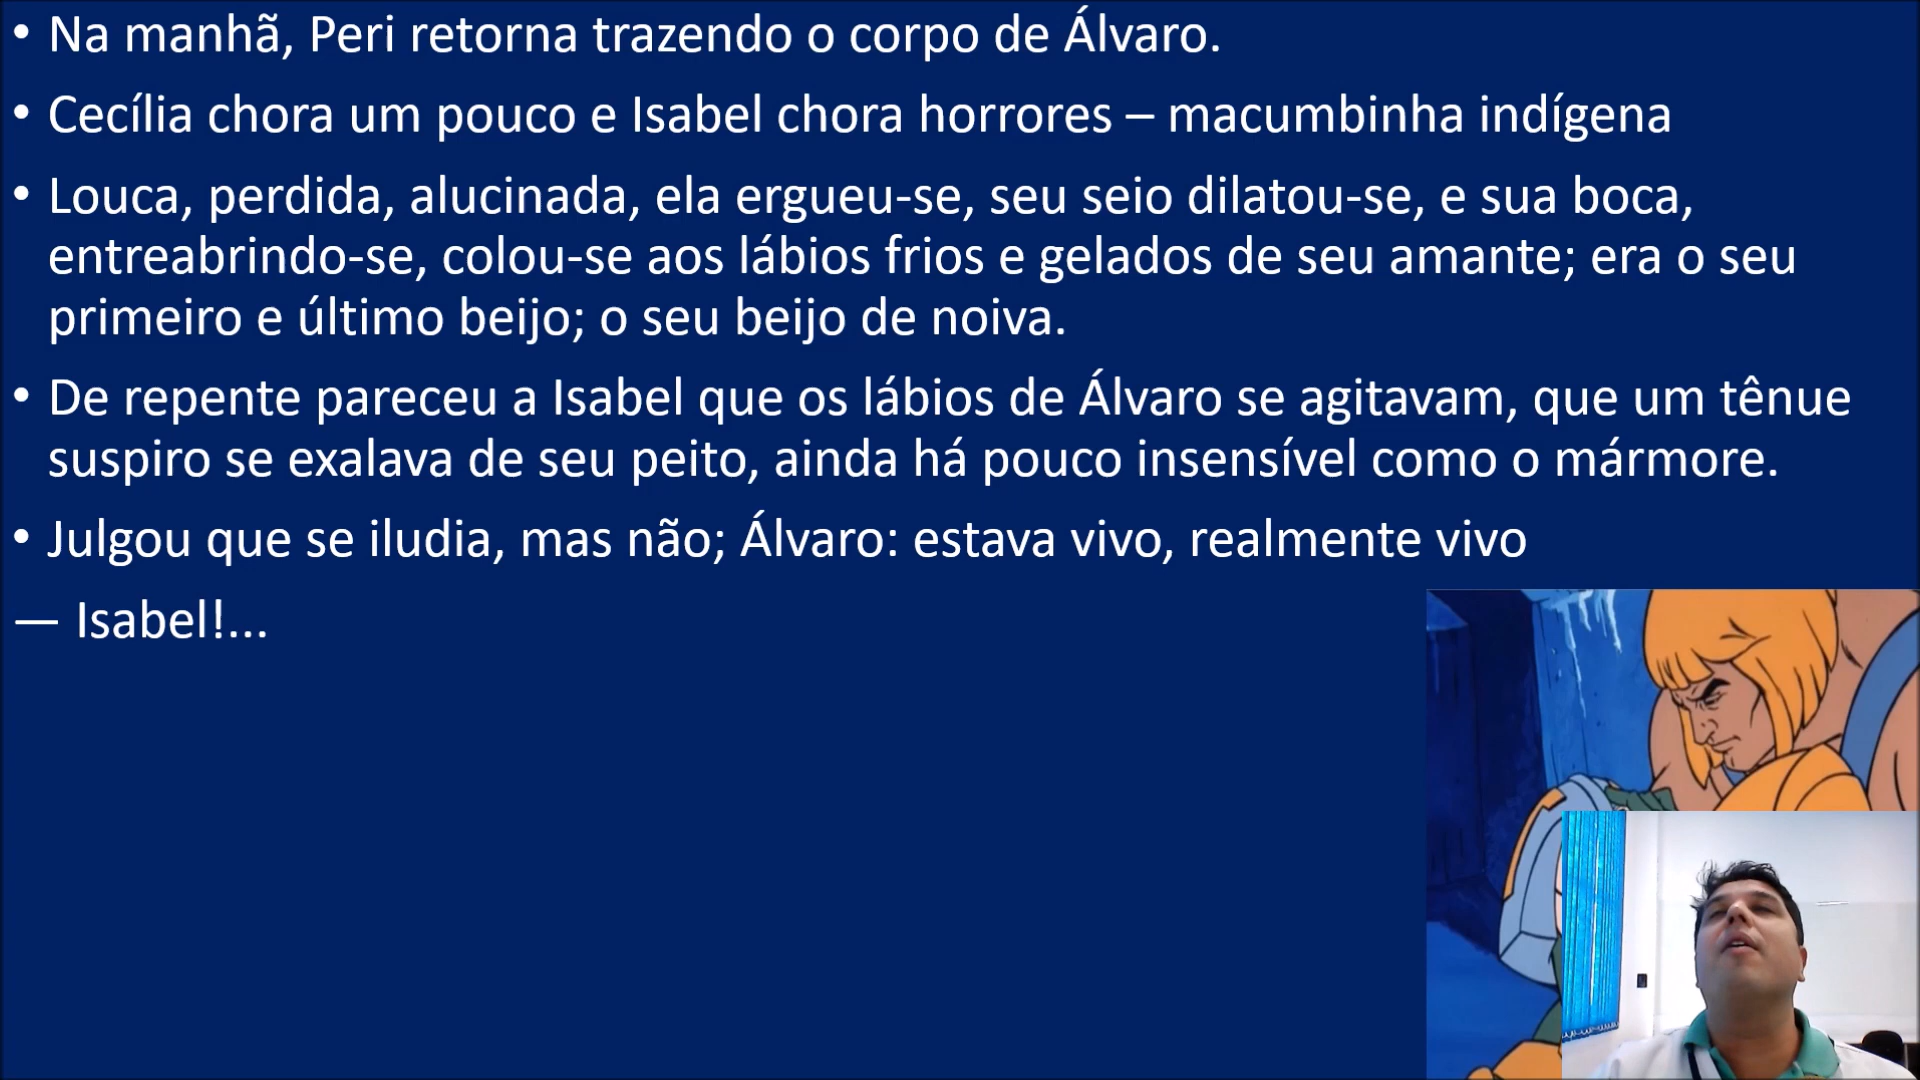 • Na manhã, Peri retorna trazendo o corpo de Álvaro.
• Cecília chora um pouco e Isabel chora horrores – macumbinha indígena
• Louca, perdida, alucinada, ela ergueu-se, seu seio dilatou-se, e sua boca,
entreabrindo-se, colou-se aos lábios frios e gelados de seu amante; era o seu
primeiro e último beijo; o seu beijo de noiva.
• De repente pareceu a Isabel que os lábios de Álvaro se agitavam, que um tênue
suspiro se exalava de seu peito, ainda há pouco insensível como o mármore.
• Julgou que se iludia, mas não; Álvaro: estava vivo, realmente vivo
— Isabel!...